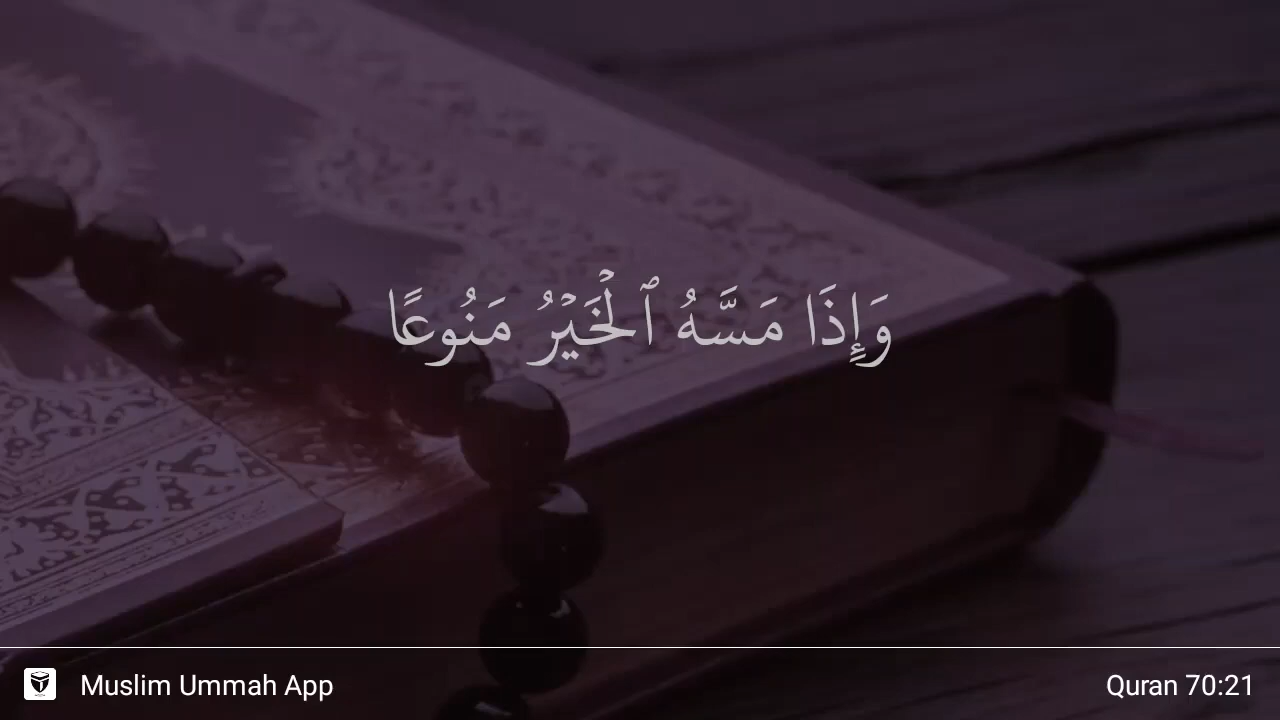 وَإِذَا مَسَّهُ ٱلْخَيْرُ مَنُوعًا
Muslim Ummah App
Quran 70:21